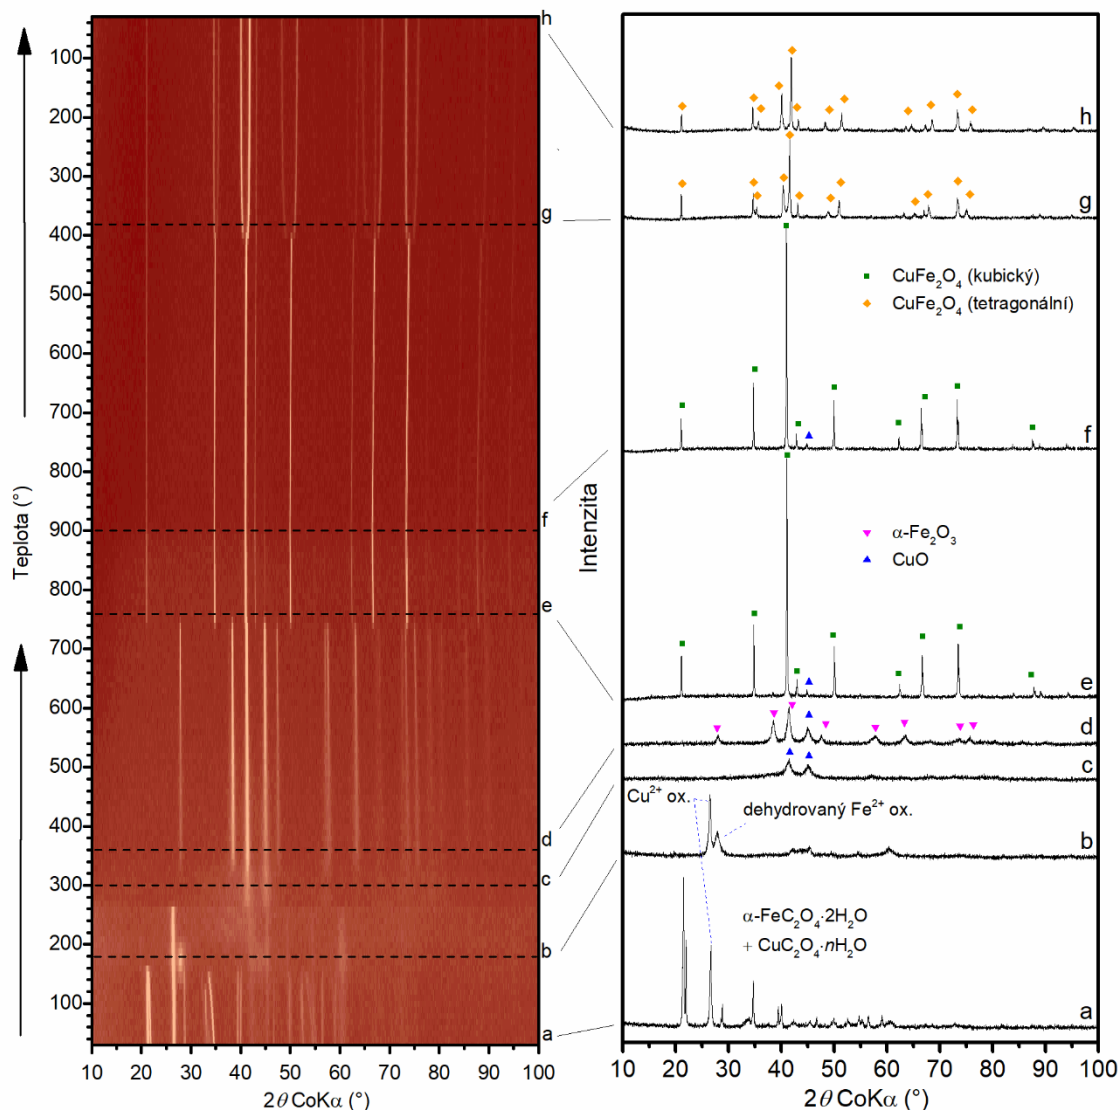 h
100
200
300
g
400
500
600
700
800
f
900
800
e
700
600
500
400
d
300
c
200
b
100
a
10 20 30 40 50 60 70 80 90 100
2θ CoKα (°)
Teplota (°)
Intenzita
h
g
CuFe₂O₄ (kubický)
CuFe₂O₄ (tetragonální)
f
α-Fe₂O₃
CuO
e
d
c
Cu²⁺ ox.
dehydrovaný Fe²⁺ ox.
b
α-FeC₂O₄·2H₂O
+ CuC₂O₄·nH₂O
a
10 20 30 40 50 60 70 80 90 100
2θ CoKα (°)